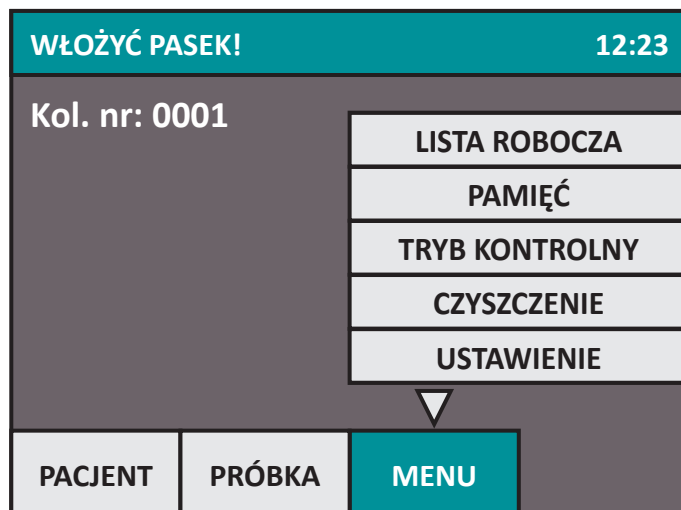 WŁOŻYĆ PASEK! 12:23
Kol. nr: 0001
LISTA ROBOCZA
PAMIĘĆ
TRYB KONTROLNY
CZYSZCZENIE
USTAWIENIE
PACJENT PRÓBKA MENU